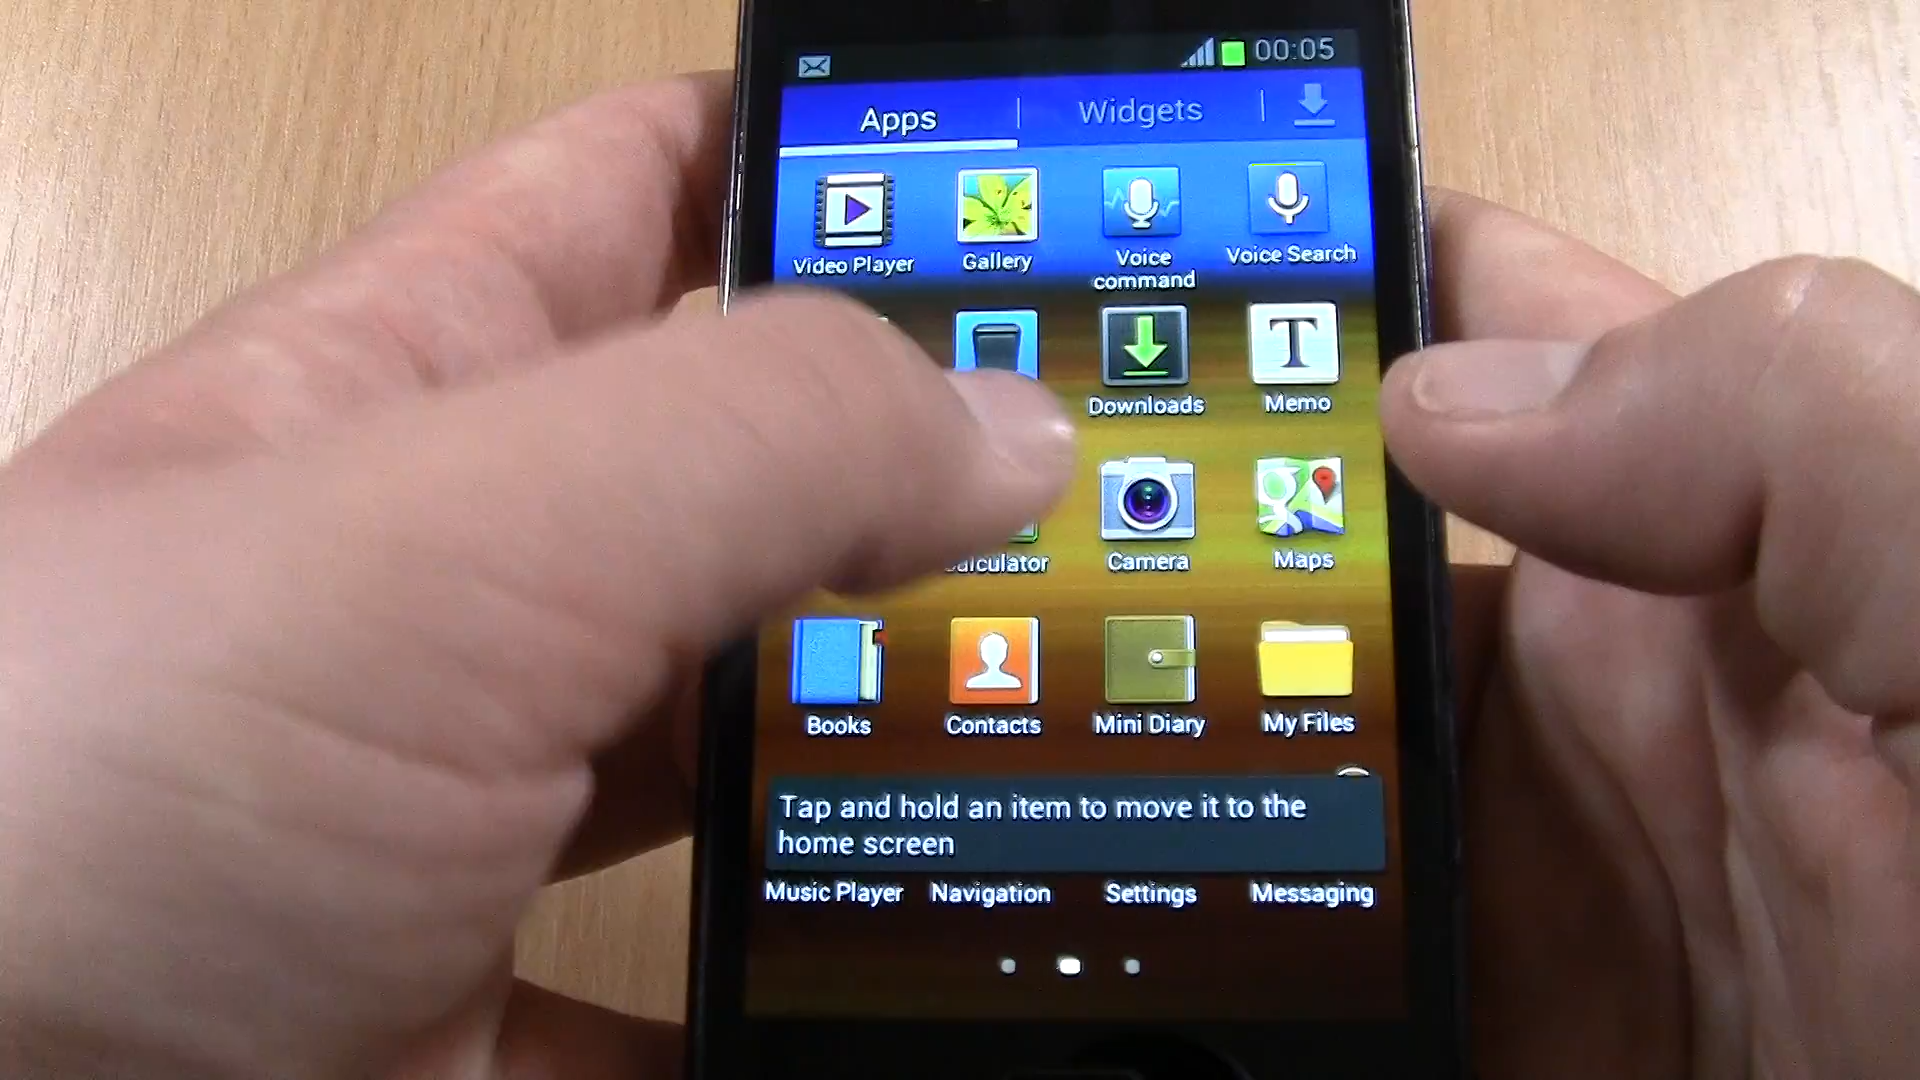 00:05
Apps
Widgets
Video Player
Gallery
Voice
command
Voice Search
T
Downloads
Memo
Camera
Maps
Books
Contacts
Mini Diary
My Files
Tap and hold an item to move it to the
home screen
Music Player
Navigation
Settings
Messaging